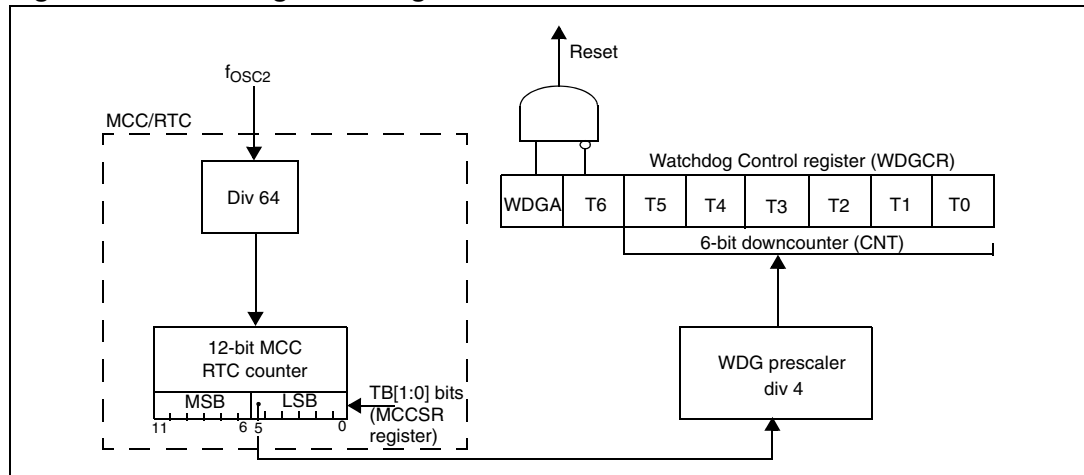 Reset
fOSC2
MCC/RTC
Div 64
Watchdog Control register (WDGCR)
WDGA T6 T5 T4 T3 T2 T1 T0
6-bit downcounter (CNT)
12-bit MCC
RTC counter
MSB LSB
11 6 5 0
TB[1:0] bits
(MCCSR
register)
WDG prescaler
div 4